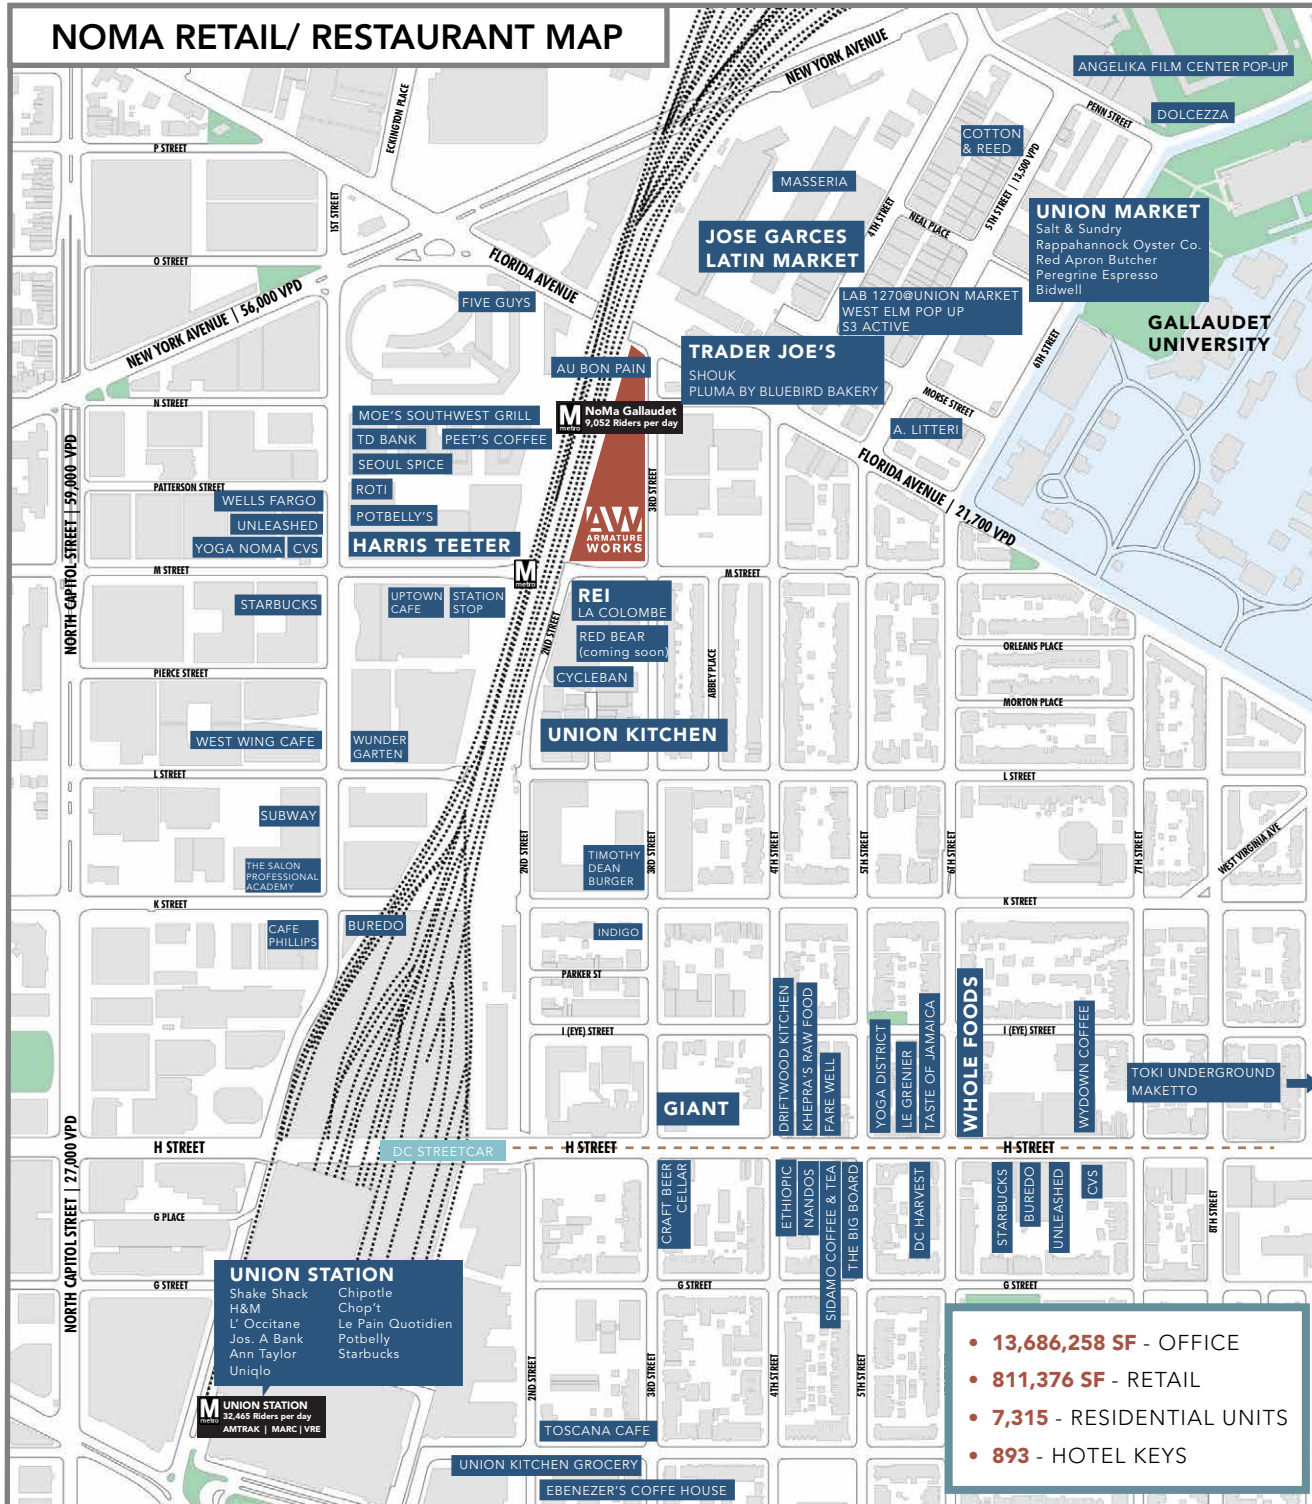 NOMA RETAIL/ RESTAURANT MAP
NEW YORK AVENUE
ANGELIKA FILM CENTER POP-UP
ECKINGTON PLACE
PENN STREET
DOLCEZZA
P STREET
COTTON
& REED
5TH STREET | 13,500 VPD
MASSERIA
1ST STREET
4TH STREET
NEAL PLACE
UNION MARKET
Salt & Sundry
Rappahannock Oyster Co.
Red Apron Butcher
Peregrine Espresso
Bidwell
JOSE GARCES
LATIN MARKET
O STREET
FLORIDA AVENUE
NEW YORK AVENUE | 56,000 VPD
FIVE GUYS
LAB 1270@UNION MARKET
WEST ELM POP UP
S3 ACTIVE
GALLAUDET
UNIVERSITY
6TH STREET
TRADER JOE'S
SHOUK
PLUMA BY BLUEBIRD BAKERY
AU BON PAIN
N STREET
MORSE STREET
MOE'S SOUTHWEST GRILL
M
metro
NoMa Gallaudet
9,052 Riders per day
TD BANK
PEET'S COFFEE
A. LITTERI
SEOUL SPICE
FLORIDA AVENUE | 21,700 VPD
NORTH CAPITOL STREET | 59,000 VPD
3RD STREET
PATTERSON STREET
ROTI
WELLS FARGO
POTBELLY'S
UNLEASHED
AW
ARMATURE
WORKS
YOGA NOMA
CVS
HARRIS TEETER
M STREET
M
metro
M STREET
STARBUCKS
UPTOWN
CAFE
STATION
STOP
REI
LA COLOMBE
2ND STREET
RED BEAR
(coming soon)
ORLEANS PLACE
ABBEY PLACE
PIERCE STREET
CYCLEBAN
MORTON PLACE
WEST WING CAFE
WUNDER
GARTEN
UNION KITCHEN
L STREET
L STREET
SUBWAY
2ND STREET
TIMOTHY
DEAN
BURGER
3RD STREET
4TH STREET
5TH STREET
6TH STREET
7TH STREET
WEST VIRGINIA AVE
THE SALON
PROFESSIONAL
ACADEMY
K STREET
K STREET
CAFE
PHILLIPS
BUREDO
INDIGO
PARKER ST
I (EYE) STREET
I (EYE) STREET
DRIFTWOOD KITCHEN
KHEPRA'S RAW FOOD
FARE WELL
YOGA DISTRICT
LE GRENIER
TASTE OF JAMAICA
WHOLE FOODS
WYDOWN COFFEE
TOKI UNDERGROUND
MAKETTO
GIANT
NORTH CAPITOL STREET | 27,000 VPD
H STREET
DC STREETCAR
H STREET
H STREET
CRAFT BEER
CELLAR
ETHIOPIC
NANDOS
SIDAMO COFFEE & TEA
THE BIG BOARD
DC HARVEST
STARBUCKS
BUREDO
UNLEASHED
CVS
8TH STREET
G PLACE
G STREET
G STREET
G STREET
UNION STATION
Shake Shack
H&M
L' Occitane
Jos. A Bank
Ann Taylor
Uniqlo
Chipotle
Chop't
Le Pain Quotidien
Potbelly
Starbucks
2ND STREET
3RD STREET
4TH STREET
5TH STREET
M
metro
UNION STATION
32,465 Riders per day
AMTRAK | MARC | VRE
TOSCANA CAFE
UNION KITCHEN GROCERY
EBENEZER'S COFFE HOUSE
• 13,686,258 SF - OFFICE
• 811,376 SF - RETAIL
• 7,315 - RESIDENTIAL UNITS
• 893 - HOTEL KEYS